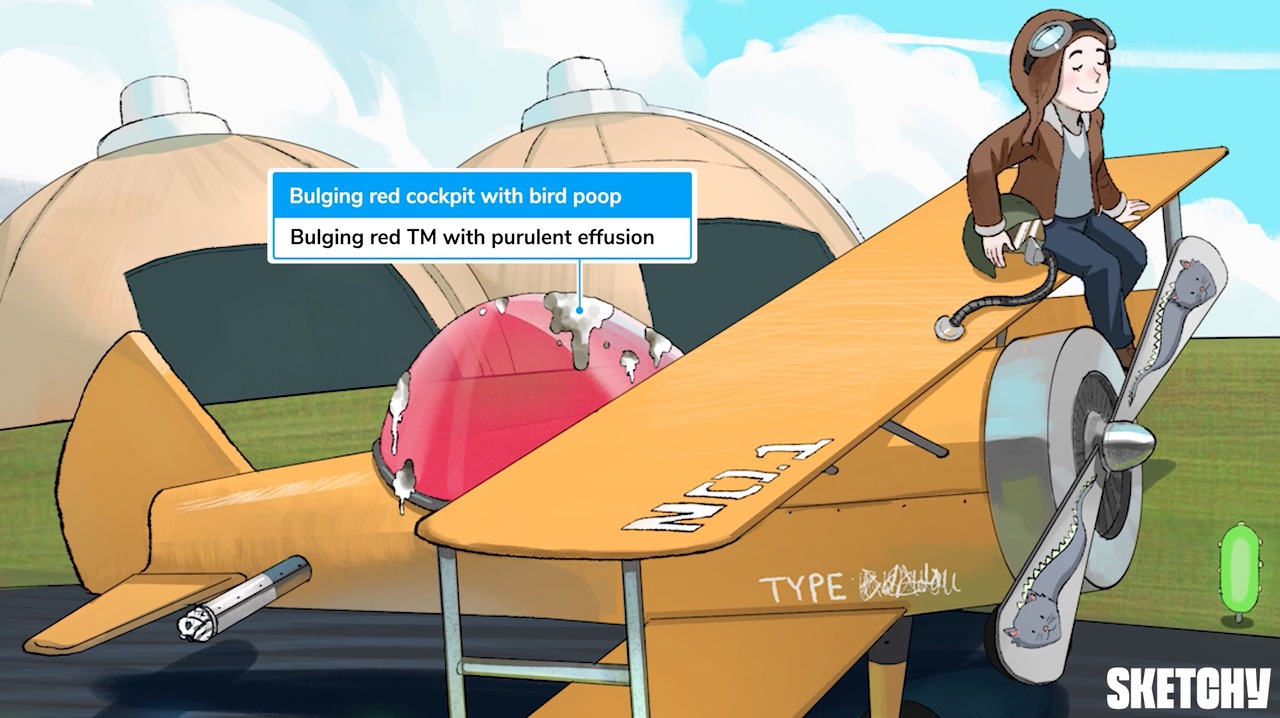 Bulging red cockpit with bird poop
Bulging red TM with purulent effusion
NO.1
TYPE
SKETCHY